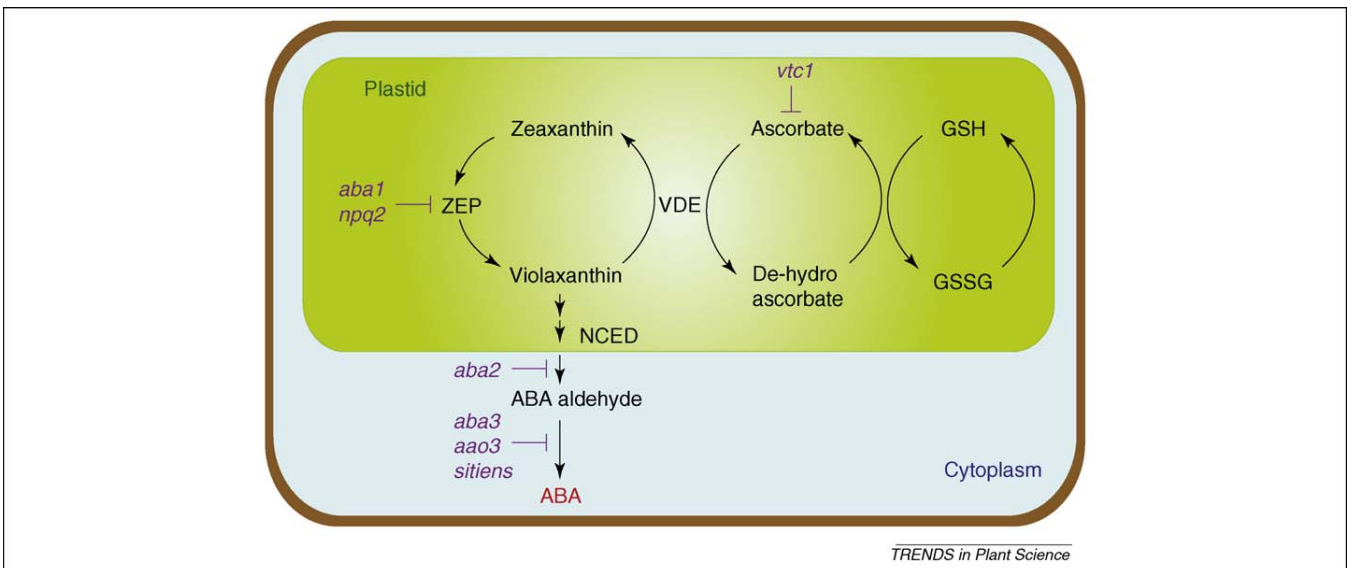 vtc1
Plastid
Zeaxanthin
Ascorbate
GSH
aba1
npq2
ZEP
VDE
Violaxanthin
De-hydro
ascorbate
GSSG
NCED
aba2
ABA aldehyde
aba3
aao3
sitiens
Cytoplasm
ABA
TRENDS in Plant Science